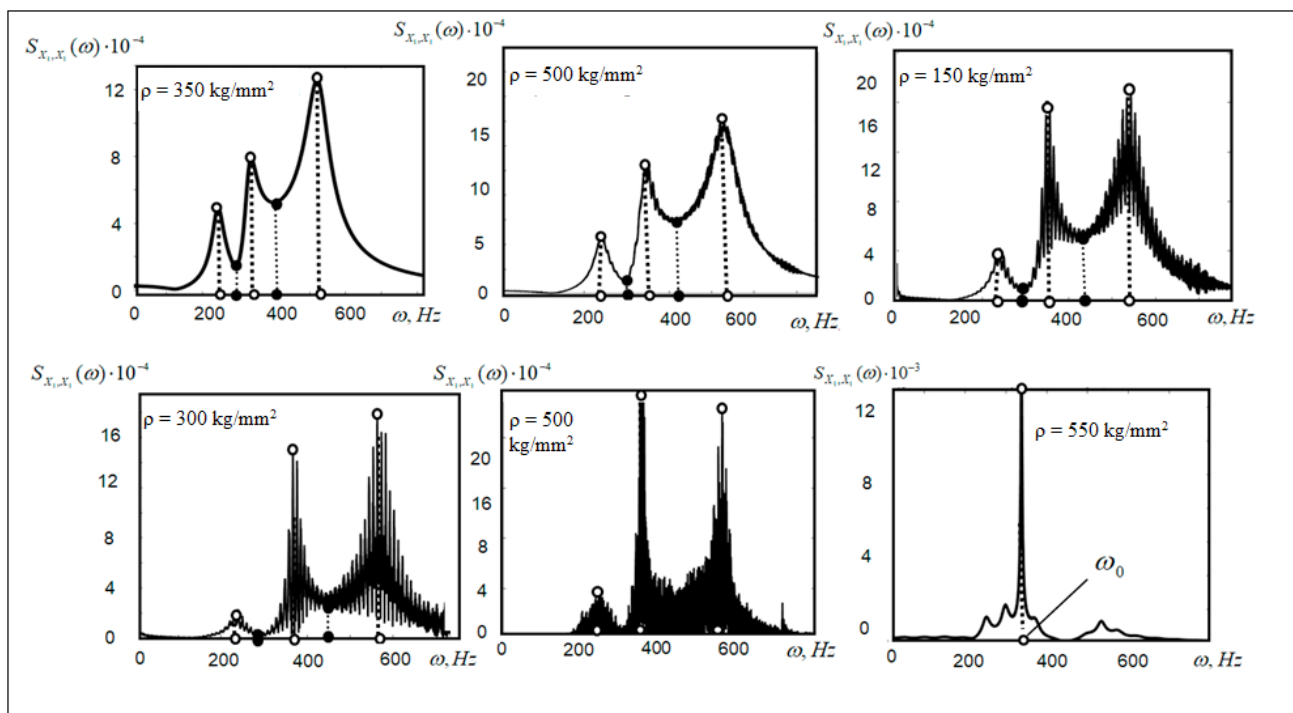 S_{X₁,X₁}(ω)·10⁻⁴
ρ = 350 kg/mm²
12
8
4
0
200 400 600
ω, Hz
S_{X₁,X₁}(ω)·10⁻⁴
ρ = 500 kg/mm²
20
15
10
5
0
0 200 400 600
ω, Hz
S_{X₁,X₁}(ω)·10⁻⁴
ρ = 150 kg/mm²
20
16
12
8
4
0
200 400 600
ω, Hz
S_{X₁,X₁}(ω)·10⁻⁴
ρ = 300 kg/mm²
16
12
8
4
0
0 200 400 600
ω, Hz
S_{X₁,X₁}(ω)·10⁻⁴
ρ = 500
kg/mm²
20
16
8
4
0
0 200 400 600
ω, Hz
S_{X₁,X₁}(ω)·10⁻³
ρ = 550 kg/mm²
12
8
4
0
ω₀
0 200 400 600
ω, Hz